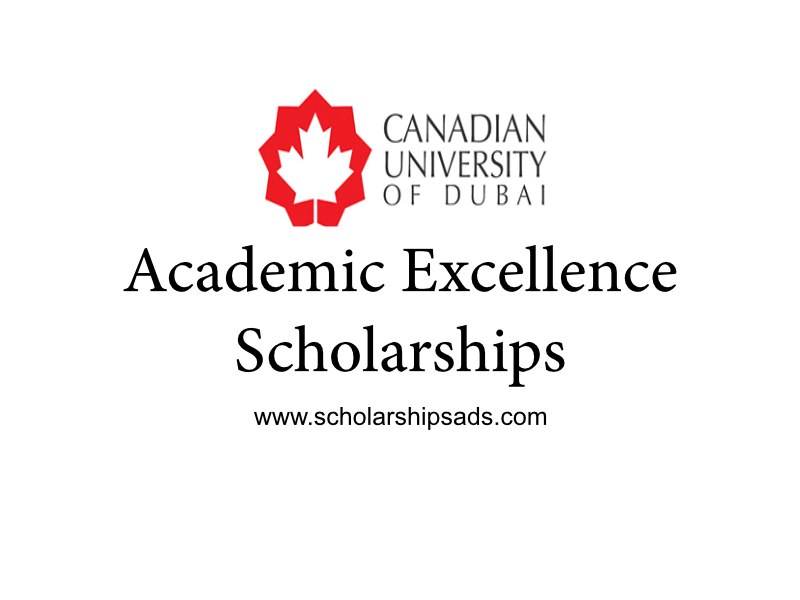 CANADIAN
UNIVERSITY
OF DUBAI
Academic Excellence
Scholarships
www.scholarshipsads.com